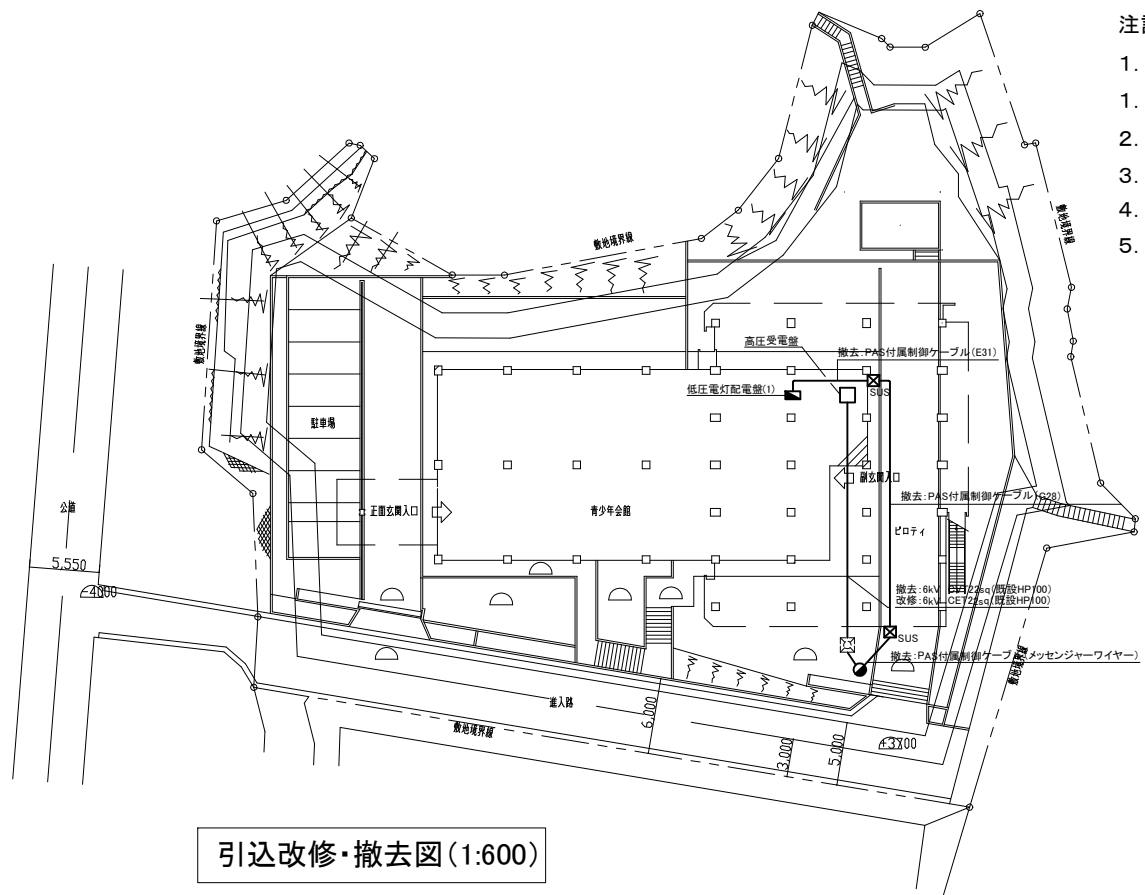 注
1.
1.
2.
3.
4.
5.
敷地境界線
敷地境界線
敷地境界線
高圧受電盤
撤去:PAS付属制御ケーブル(E31)
低圧電灯配電盤(1)
SUS
駐車場
副玄関入口
撤去:PAS付属制御ケーブル(G28)
公道
正面玄関入口
青少年会館
ピロティ
5,550
-4,000
撤去:6kV CVT22sq(既設HP100)
改修:6kV CET22sq(既設HP100)
SUS
撤去:PAS付属制御ケーブル(メッセンジャーワイヤー)
敷地境界線
進入路
6,000
敷地境界線
3,000
5,000
+3,700
引込改修・撤去図(1:600)